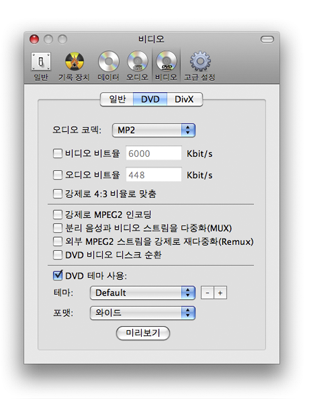 비디오
일반 기록 장치 데이터 오디오 비디오 고급 설정
일반 DVD DivX
오디오 코덱: MP2
비디오 비트율 6000 Kbit/s
오디오 비트율 448 Kbit/s
강제로 4:3 비율로 맞춤
강제로 MPEG2 인코딩
분리 음성과 비디오 스트림을 다중화(MUX)
외부 MPEG2 스트림을 강제로 재다중화(Remux)
DVD 비디오 디스크 순환
DVD 테마 사용:
테마: Default - +
포맷: 와이드
미리보기